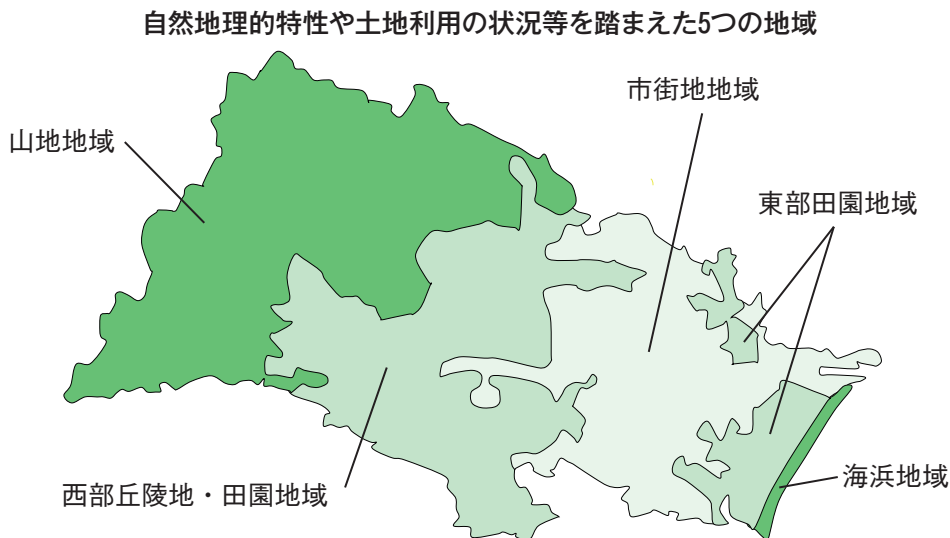 自然地理的特性や土地利用の状況等を踏まえた5つの地域
市街地地域
山地地域
東部田園地域
海浜地域
西部丘陵地・田園地域